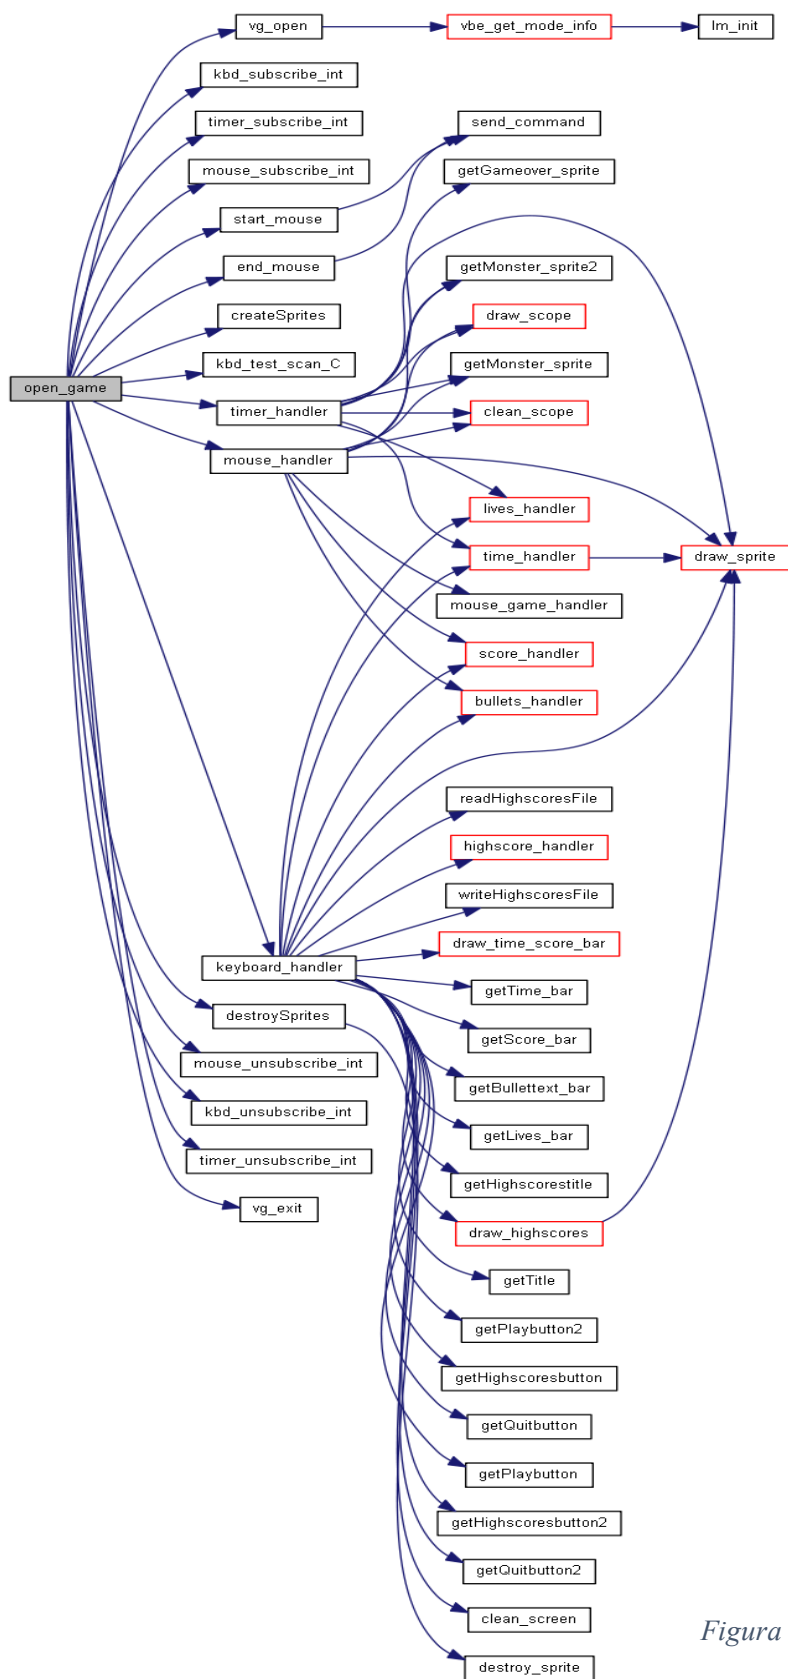 vg_open
vbe_get_mode_info
lm_init
kbd_subscribe_int
timer_subscribe_int
send_command
mouse_subscribe_int
getGameover_sprite
start_mouse
end_mouse
getMonster_sprite2
createSprites
draw_scope
kbd_test_scan_C
getMonster_sprite
open_game
timer_handler
clean_scope
mouse_handler
lives_handler
time_handler
draw_sprite
mouse_game_handler
score_handler
bullets_handler
readHighscoresFile
highscore_handler
writeHighscoresFile
draw_time_score_bar
keyboard_handler
getTime_bar
destroySprites
getScore_bar
mouse_unsubscribe_int
getBullettext_bar
kbd_unsubscribe_int
getLives_bar
timer_unsubscribe_int
getHighscorestitle
vg_exit
draw_highscores
getTitle
getPlaybutton2
getHighscoresbutton
getQuitbutton
getPlaybutton
getHighscoresbutton2
getQuitbutton2
clean_screen
Figura
destroy_sprite